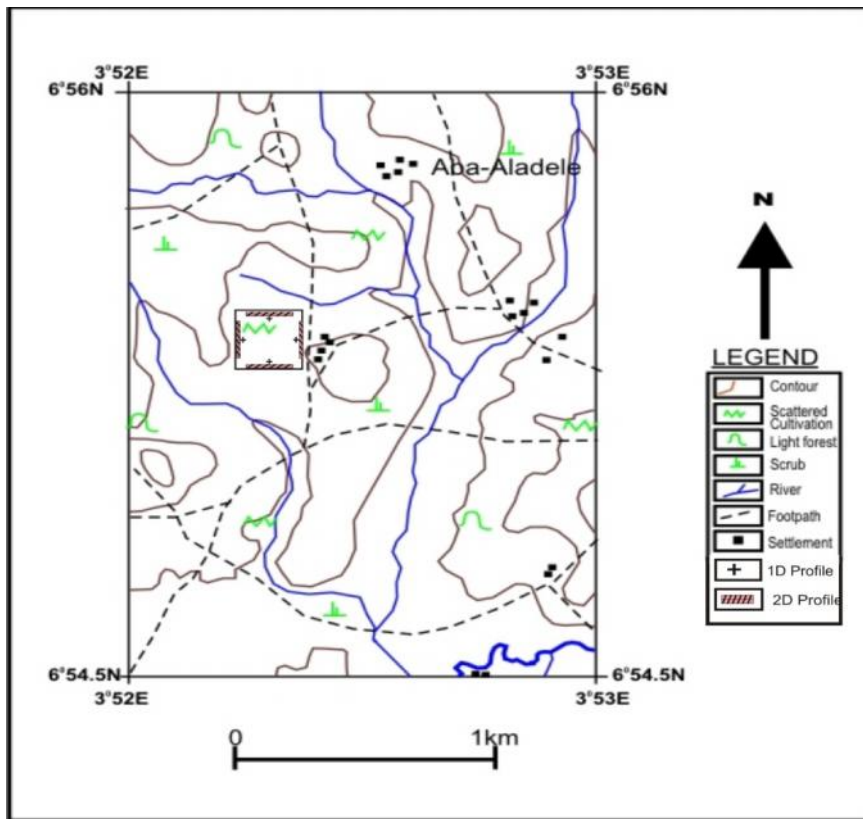 3°52E 3°53E
6°56N 6°56N
Aba-Aladele
N
LEGEND
Contour
Scattered
Cultivation
Light forest
Scrub
River
Footpath
Settlement
1D Profile
2D Profile
6°54.5N 6°54.5N
3°52E 3°53E
0 1km